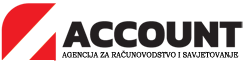 ACCOUNT
AGENCIJA ZA RAČUNOVODSTVO I SAVJETOVANJE